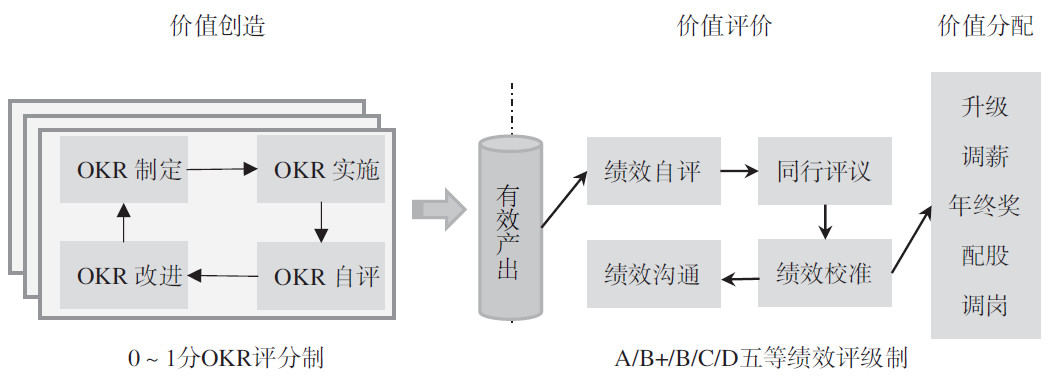 价值创造
价值评价
价值分配
OKR 制定
OKR 实施
OKR 改进
OKR 自评
有效产出
绩效自评
同行评议
绩效沟通
绩效校准
升级
调薪
年终奖
配股
调岗
0 ~ 1分OKR评分制
A/B+/B/C/D五等绩效评级制